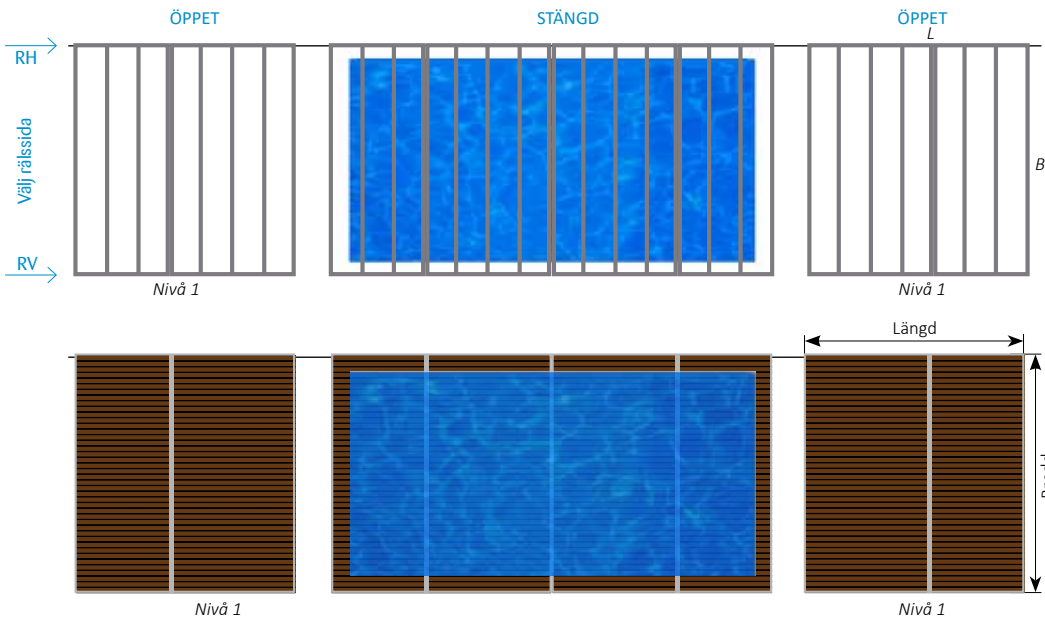 ÖPPET
STÄNGD
ÖPPET
L
RH
Välj rälssida
B
RV
Nivå 1
Nivå 1
Längd
Nivå 1
Nivå 1